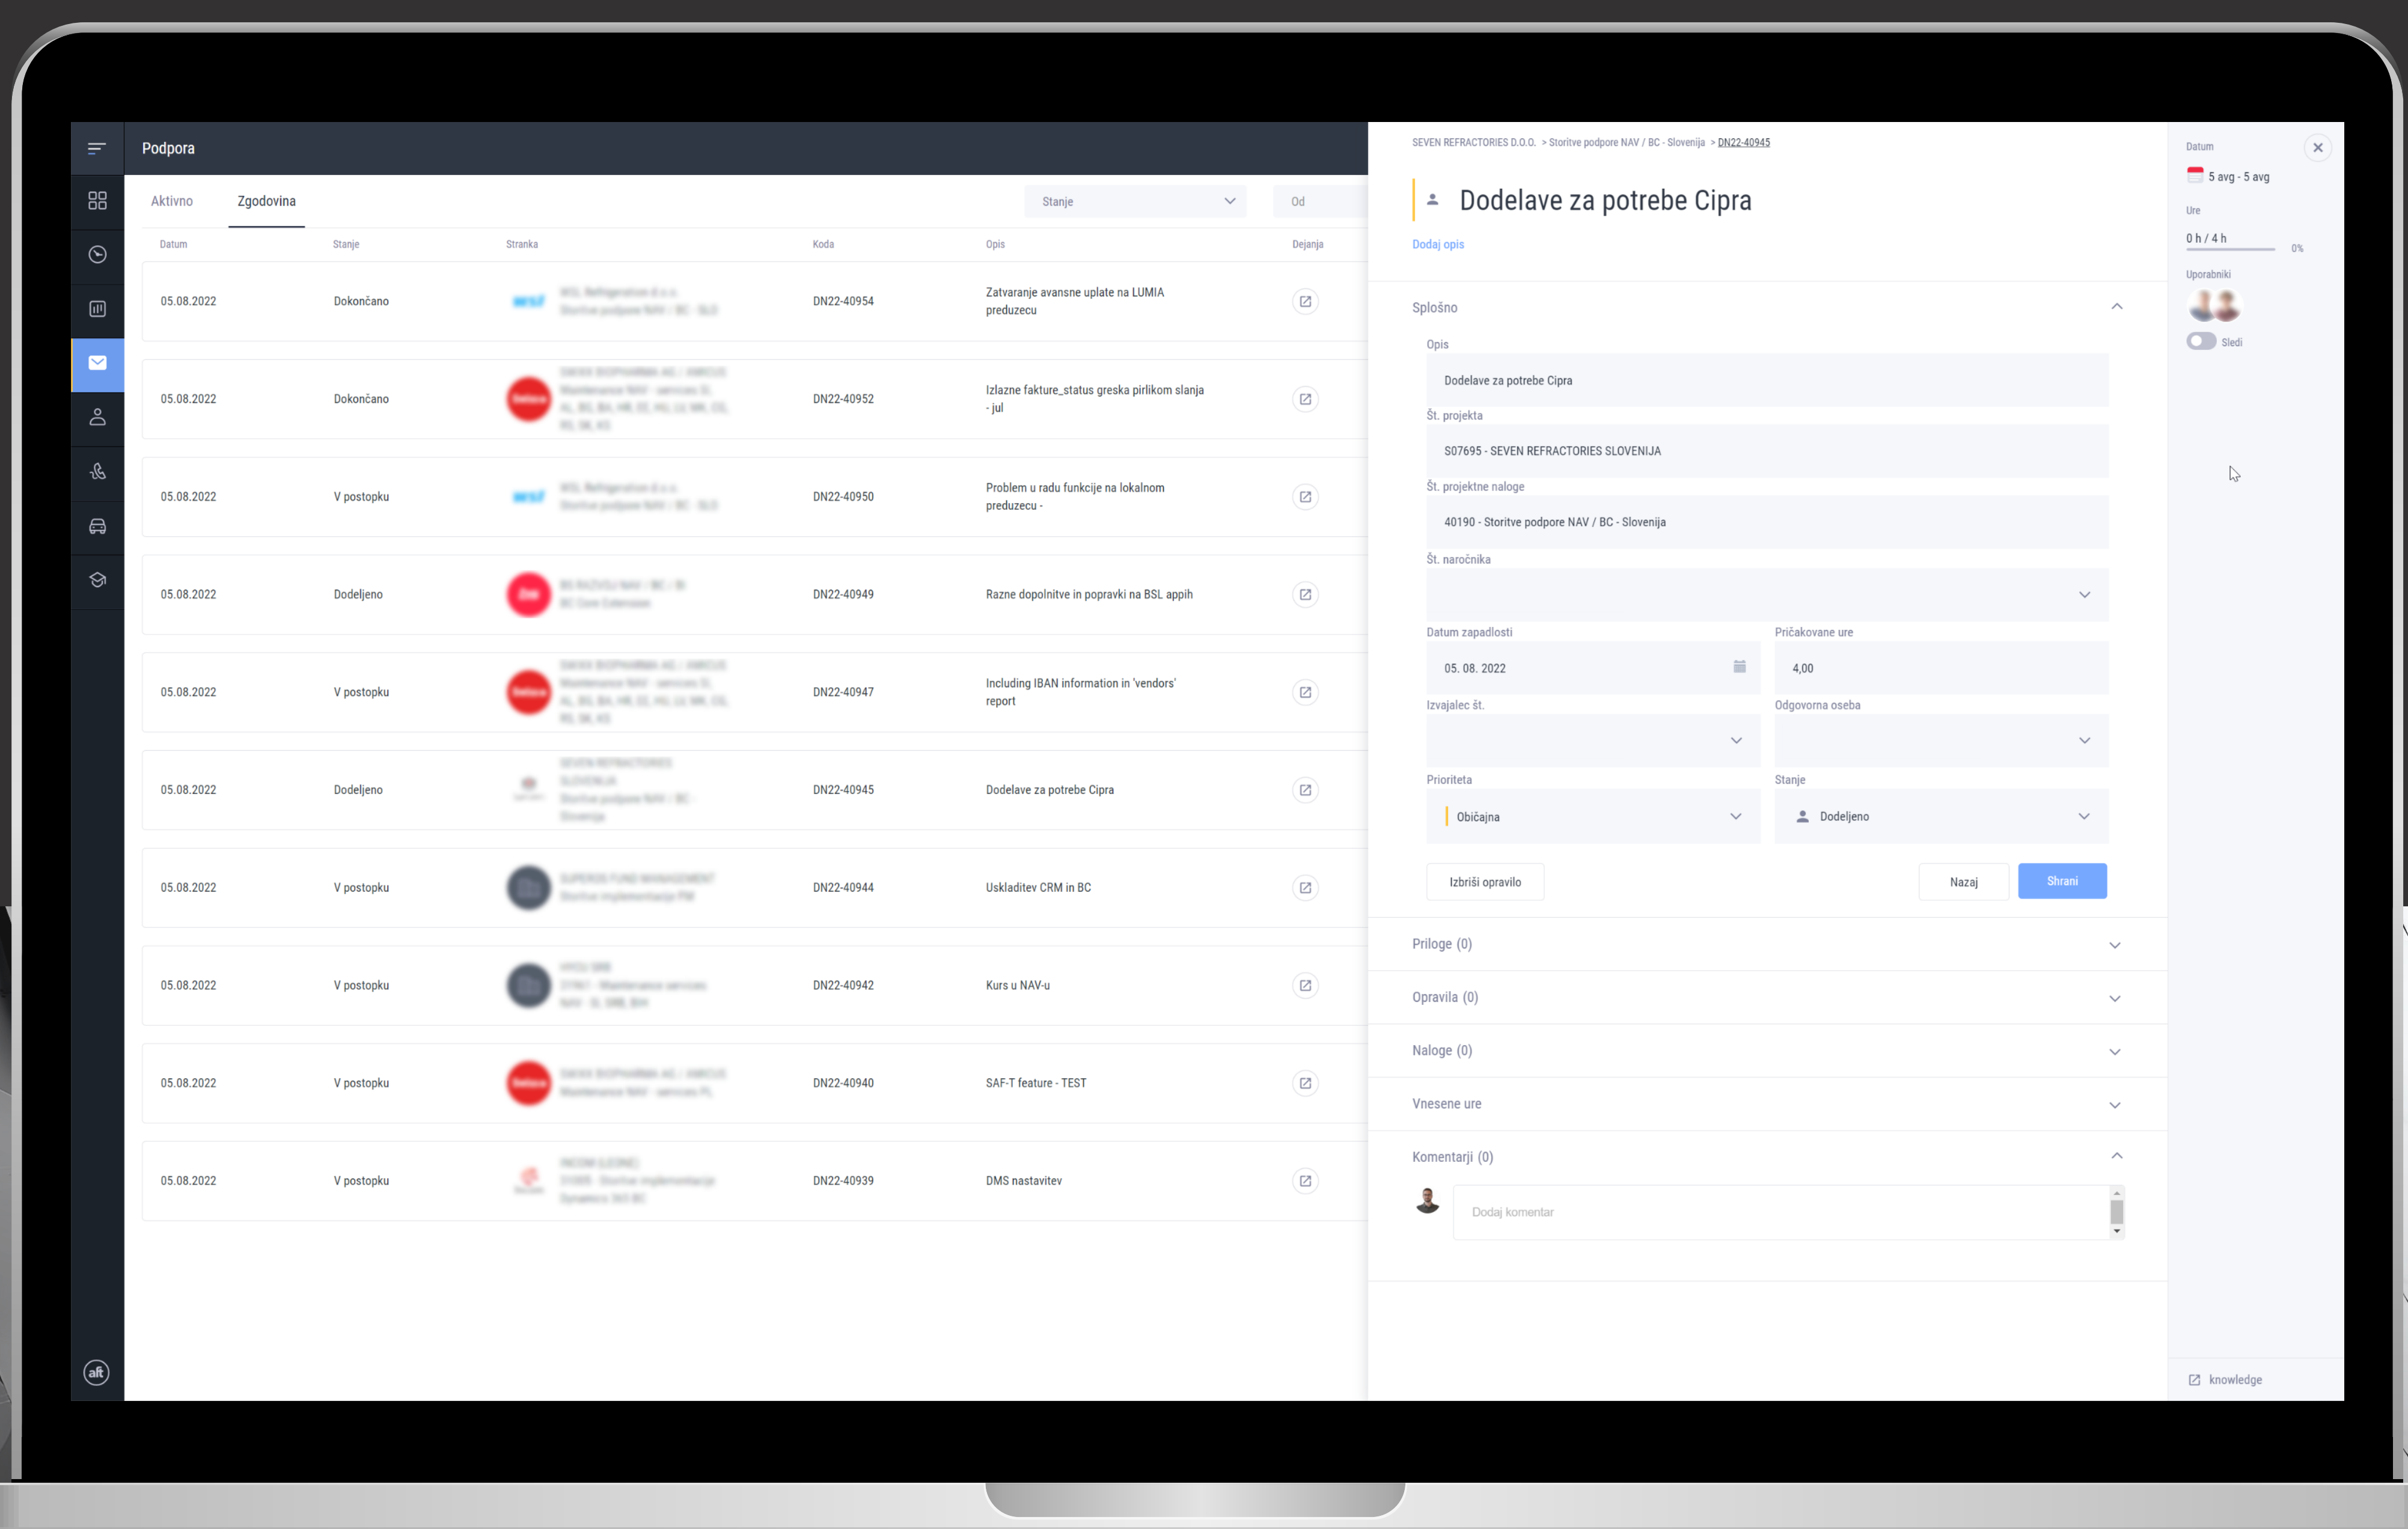 Podpora
Aktivno
Zgodovina
Stanje
Od
Datum
Stanje
Stranka
Koda
Opis
Dejanja
05.08.2022
Dokončano
DN22-40954
Zatvaranje avansne uplate na LUMIA
preduzecu
05.08.2022
Dokončano
DN22-40952
Izlazne fakture_status greska pirlikom slanja
- jul
05.08.2022
V postopku
DN22-40950
Problem u radu funkcije na lokalnom
preduzecu -
05.08.2022
Dodeljeno
DN22-40949
Razne dopolnitve in popravki na BSL appih
05.08.2022
V postopku
DN22-40947
Including IBAN information in 'vendors'
report
05.08.2022
Dodeljeno
DN22-40945
Dodelave za potrebe Cipra
05.08.2022
V postopku
DN22-40944
Uskladitev CRM in BC
05.08.2022
V postopku
DN22-40942
Kurs u NAV-u
05.08.2022
V postopku
DN22-40940
SAF-T feature - TEST
05.08.2022
V postopku
DN22-40939
DMS nastavitev
aft
SEVEN REFRACTORIES D.O.O. > Storitve podpore NAV / BC - Slovenija > DN22-40945
Dodelave za potrebe Cipra
Dodaj opis
Splošno
Opis
Dodelave za potrebe Cipra
Št. projekta
S07695 - SEVEN REFRACTORIES SLOVENIJA
Št. projektne naloge
40190 - Storitve podpore NAV / BC - Slovenija
Št. naročnika
Datum zapadlosti
Pričakovane ure
05. 08. 2022
4,00
Izvajalec št.
Odgovorna oseba
Prioriteta
Stanje
Običajna
Dodeljeno
Izbriši opravilo
Nazaj
Shrani
Priloge (0)
Opravila (0)
Naloge (0)
Vnesene ure
Komentarji (0)
Dodaj komentar
Datum
5 avg - 5 avg
Ure
0 h / 4 h
0%
Uporabniki
Sledi
knowledge